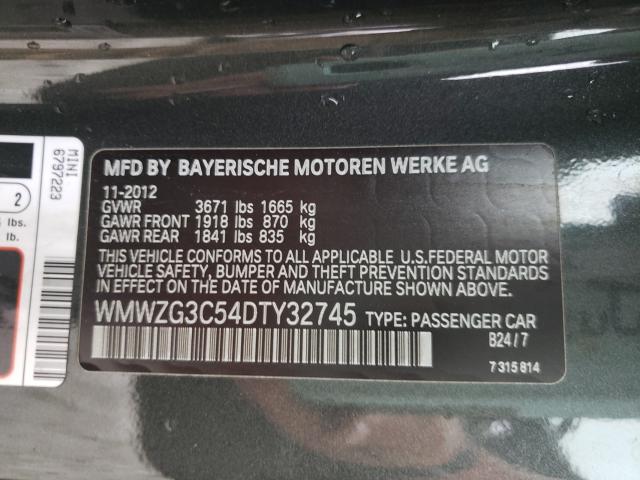 MINI
6797223
2
lbs.
lb.
MFD BY BAYERISCHE MOTOREN WERKE AG
11-2012
GVWR 3671 lbs 1665 kg
GAWR FRONT 1918 lbs 870 kg
GAWR REAR 1841 lbs 835 kg
THIS VEHICLE CONFORMS TO ALL APPLICABLE U.S.FEDERAL MOTOR
VEHICLE SAFETY, BUMPER AND THEFT PREVENTION STANDARDS
IN EFFECT ON THE DATE OF MANUFACTURE SHOWN ABOVE.
WMWZG3C54DTY32745 TYPE: PASSENGER CAR
B24/7
7 315 814